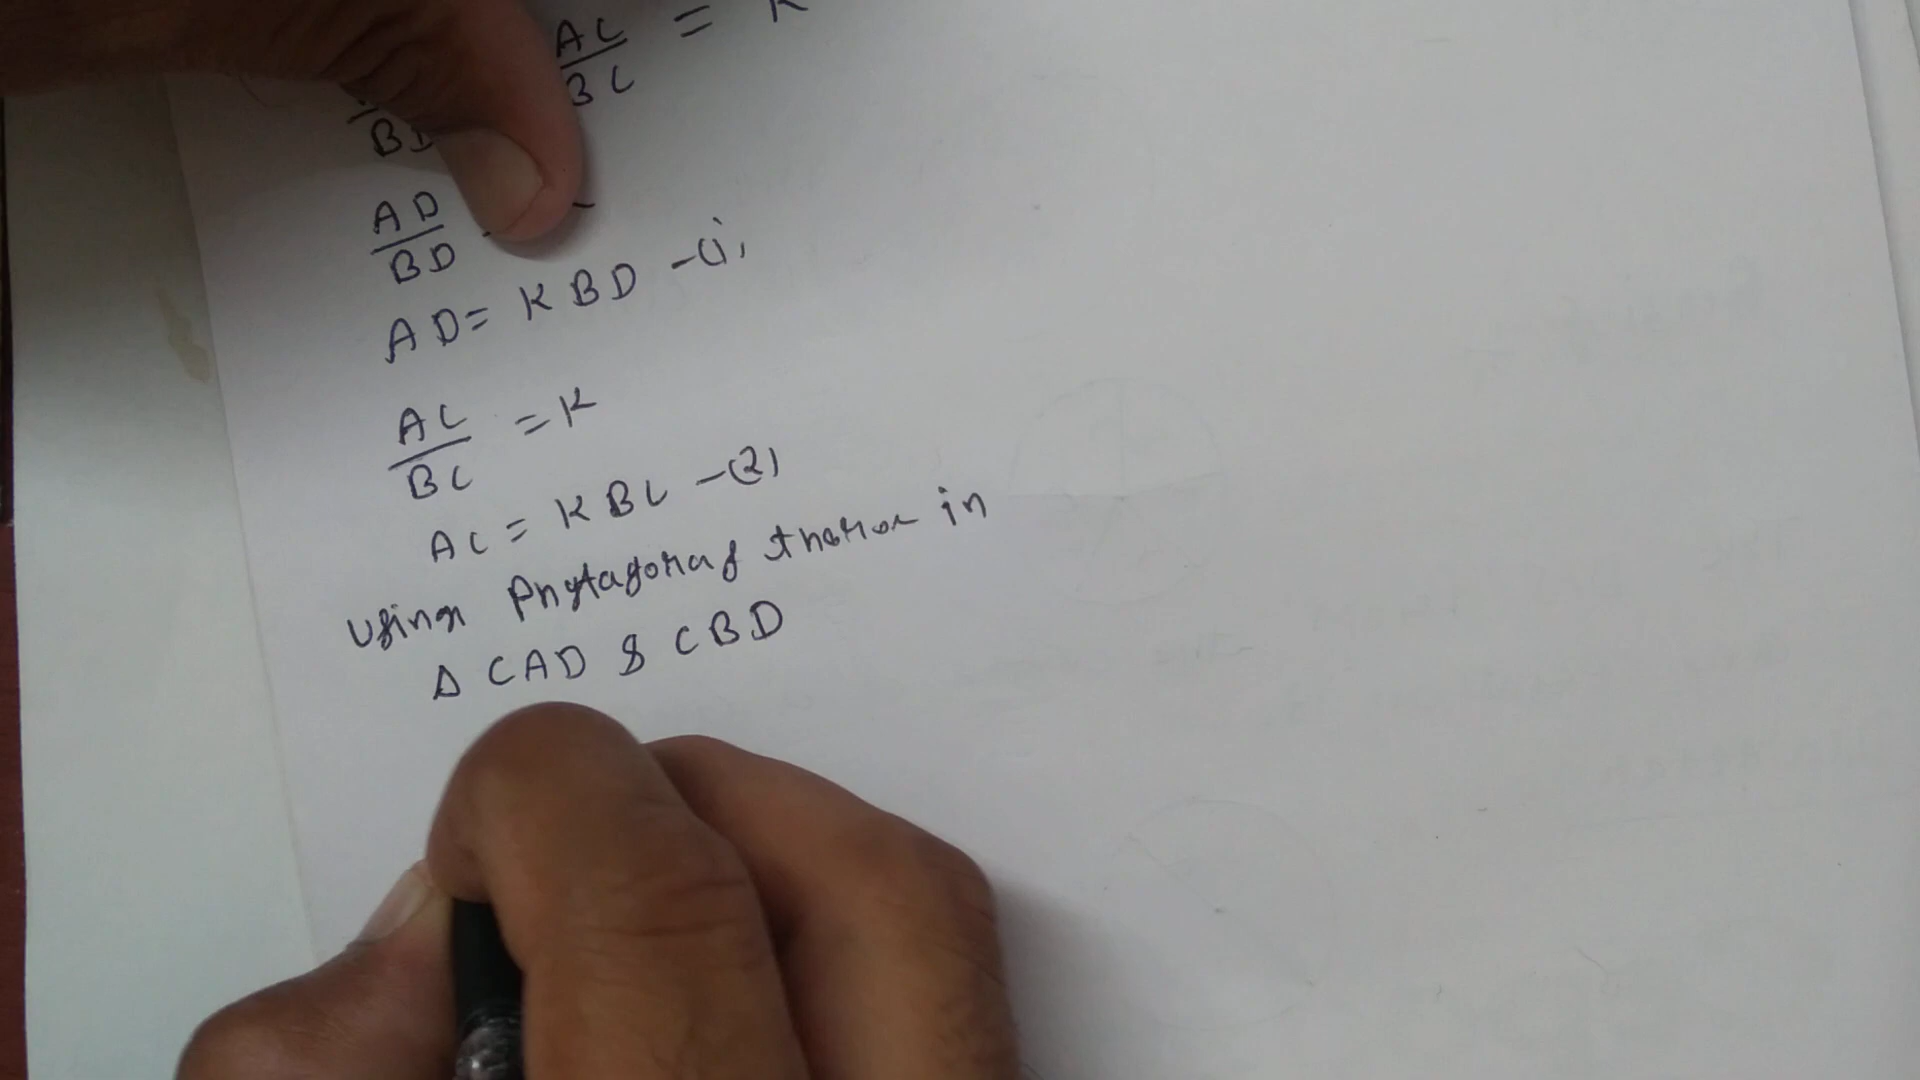 AC = K
BC
BD
AD
BD
AD = K BD - (1)
AC = K
BC
AC = K BC - (2)
Using Phytagoras theorem in
Δ CAD & CBD